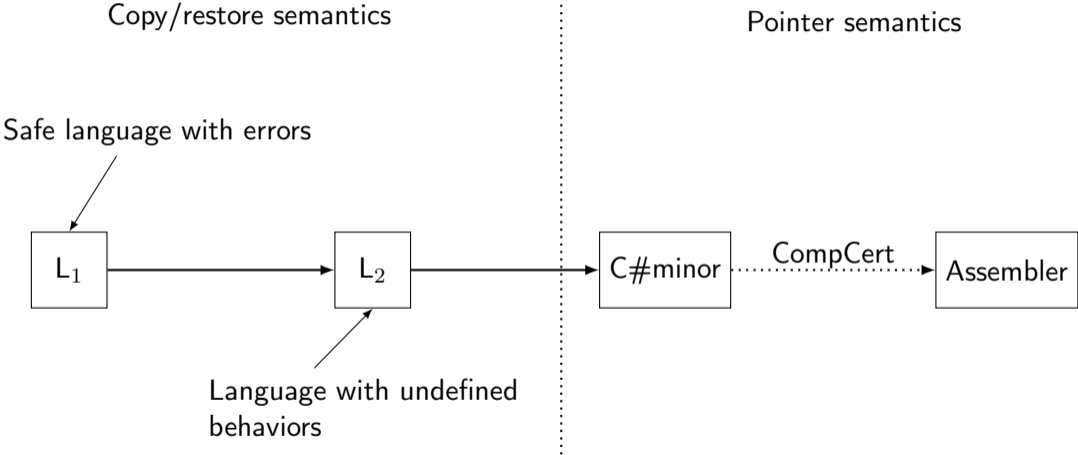 Copy/restore semantics
Pointer semantics
Safe language with errors
L₁
L₂
C#minor
CompCert
Assembler
Language with undefined
behaviors